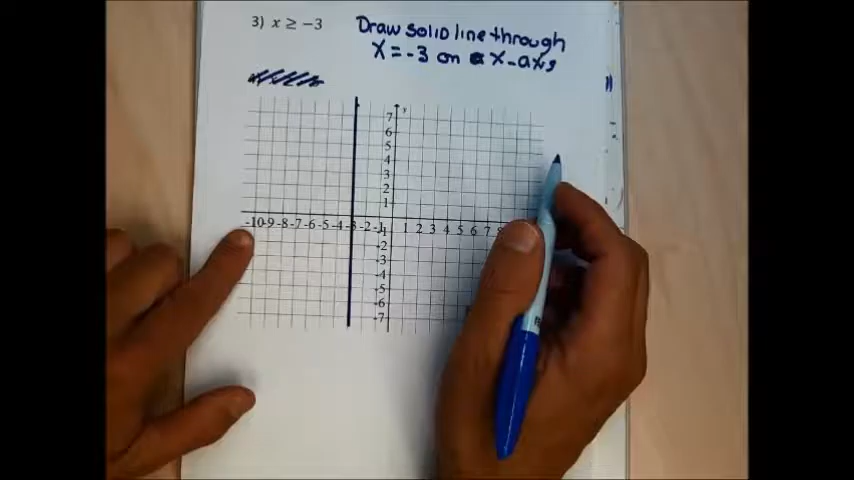 3) x ≥ −3
Draw solid line through
X = -3 on x-axis
y
7
6
5
4
3
2
1
-10 -9 -8 -7 -6 -5 -4 -3 -2 -1 1 2 3 4 5 6 7 8
-2
-3
-4
-5
-6
-7